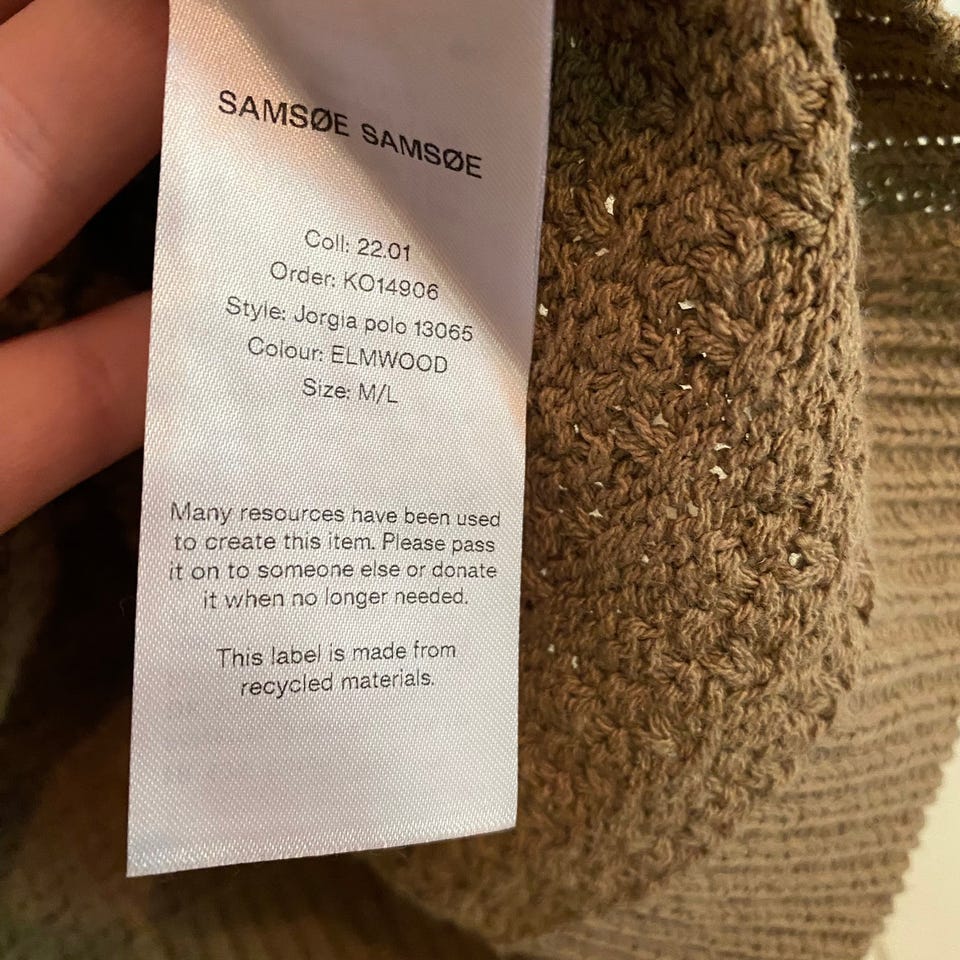 SAMSØE SAMSØE
Coll: 22.01
Order: KO14906
Style: Jorgia polo 13065
Colour: ELMWOOD
Size: M/L
Many resources have been used
to create this item. Please pass
it on to someone else or donate
it when no longer needed.
This label is made from
recycled materials.